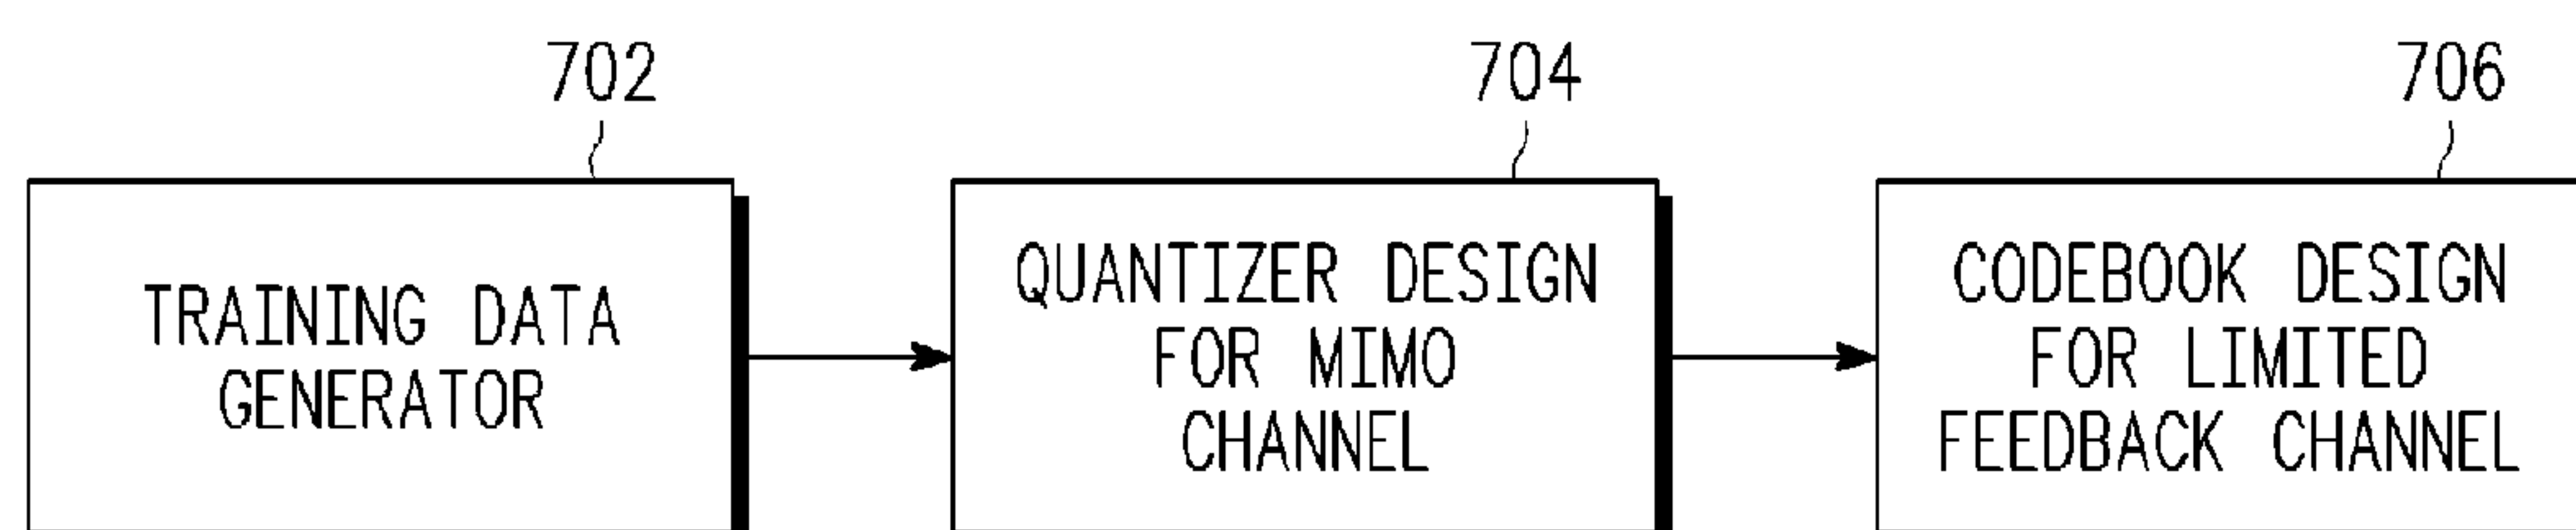 702
704
706
TRAINING DATA
GENERATOR
QUANTIZER DESIGN
FOR MIMO
CHANNEL
CODEBOOK DESIGN
FOR LIMITED
FEEDBACK CHANNEL